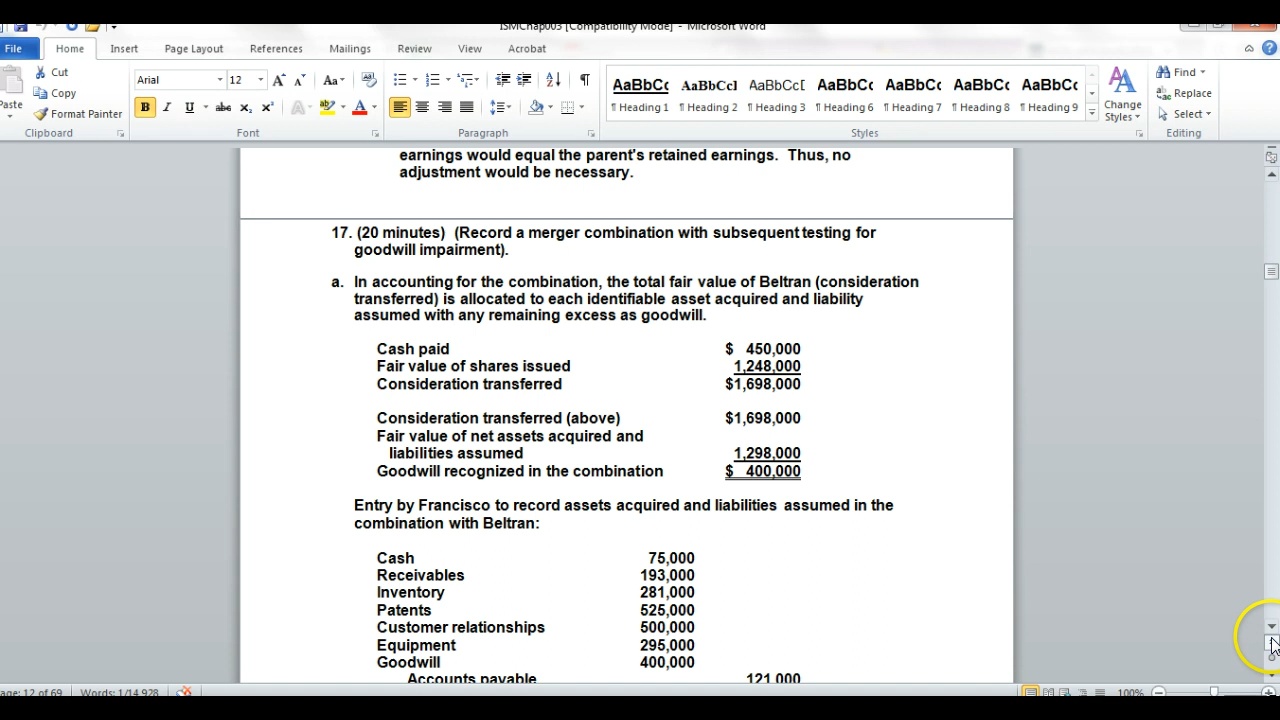 ISMChap003 [Compatibility Mode] - Microsoft Word
File Home Insert Page Layout References Mailings Review View Acrobat
Cut
Copy
Paste
Format Painter
Clipboard
Arial 12
Font
Paragraph
AaBbCc AaBbCcI AaBbCcD AaBbCc AaBbCc AaBbCc AaBbCc
¶ Heading 1 ¶ Heading 2 ¶ Heading 3 ¶ Heading 6 ¶ Heading 7 ¶ Heading 8 ¶ Heading 9
Change
Styles
Styles
Find
Replace
Select
Editing
earnings would equal the parent's retained earnings. Thus, no
adjustment would be necessary.
17. (20 minutes) (Record a merger combination with subsequent testing for
goodwill impairment).
a. In accounting for the combination, the total fair value of Beltran (consideration
transferred) is allocated to each identifiable asset acquired and liability
assumed with any remaining excess as goodwill.
Cash paid $ 450,000
Fair value of shares issued 1,248,000
Consideration transferred $1,698,000
Consideration transferred (above) $1,698,000
Fair value of net assets acquired and
liabilities assumed 1,298,000
Goodwill recognized in the combination $ 400,000
Entry by Francisco to record assets acquired and liabilities assumed in the
combination with Beltran:
Cash 75,000
Receivables 193,000
Inventory 281,000
Patents 525,000
Customer relationships 500,000
Equipment 295,000
Goodwill 400,000
Accounts payable 121,000
age: 12 of 69 Words: 1/14,928 100%